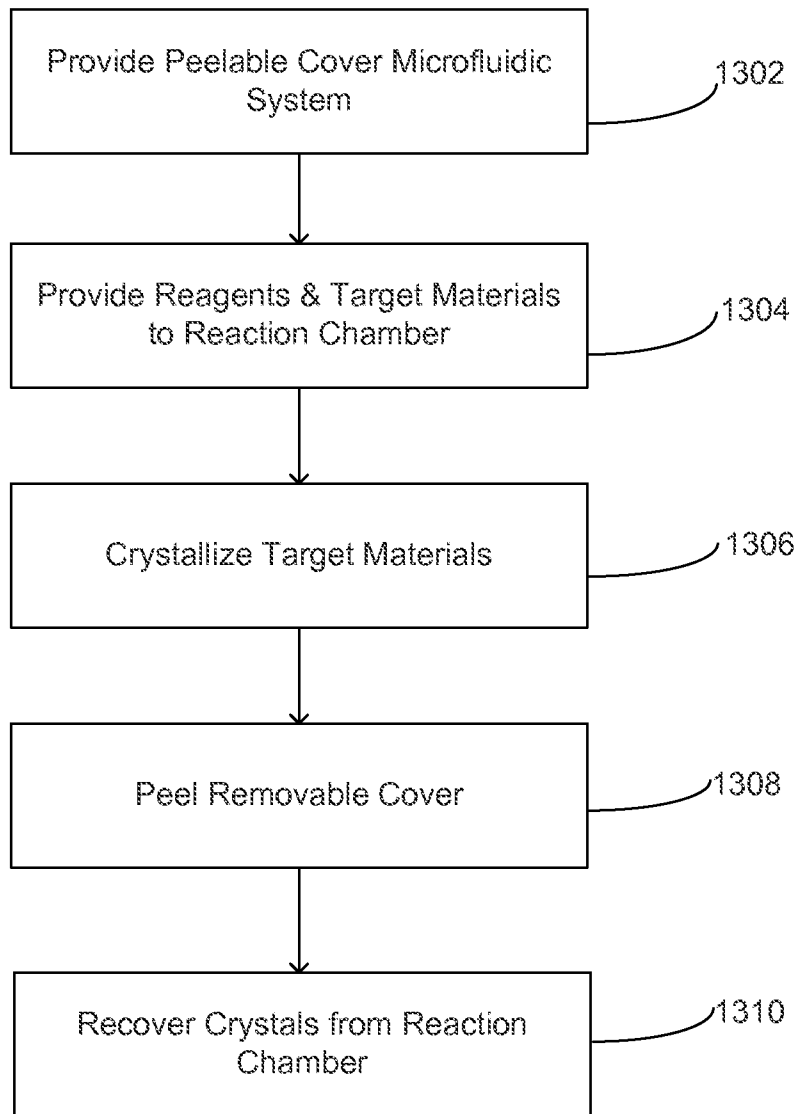 Provide Peelable Cover Microfluidic
System
1302
Provide Reagents & Target Materials
to Reaction Chamber
1304
Crystallize Target Materials
1306
Peel Removable Cover
1308
Recover Crystals from Reaction
Chamber
1310